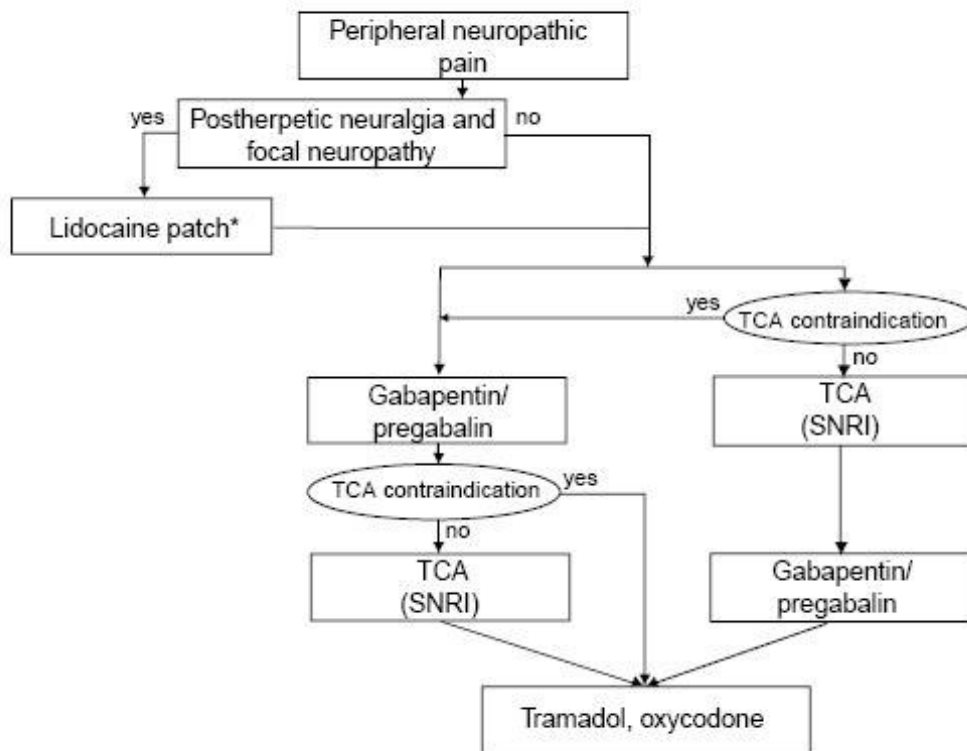 Peripheral neuropathic
pain
yes
Postherpetic neuralgia and
focal neuropathy
no
Lidocaine patch*
yes
TCA contraindication
no
Gabapentin/
pregabalin
TCA
(SNRI)
TCA contraindication
yes
no
TCA
(SNRI)
Gabapentin/
pregabalin
Tramadol, oxycodone